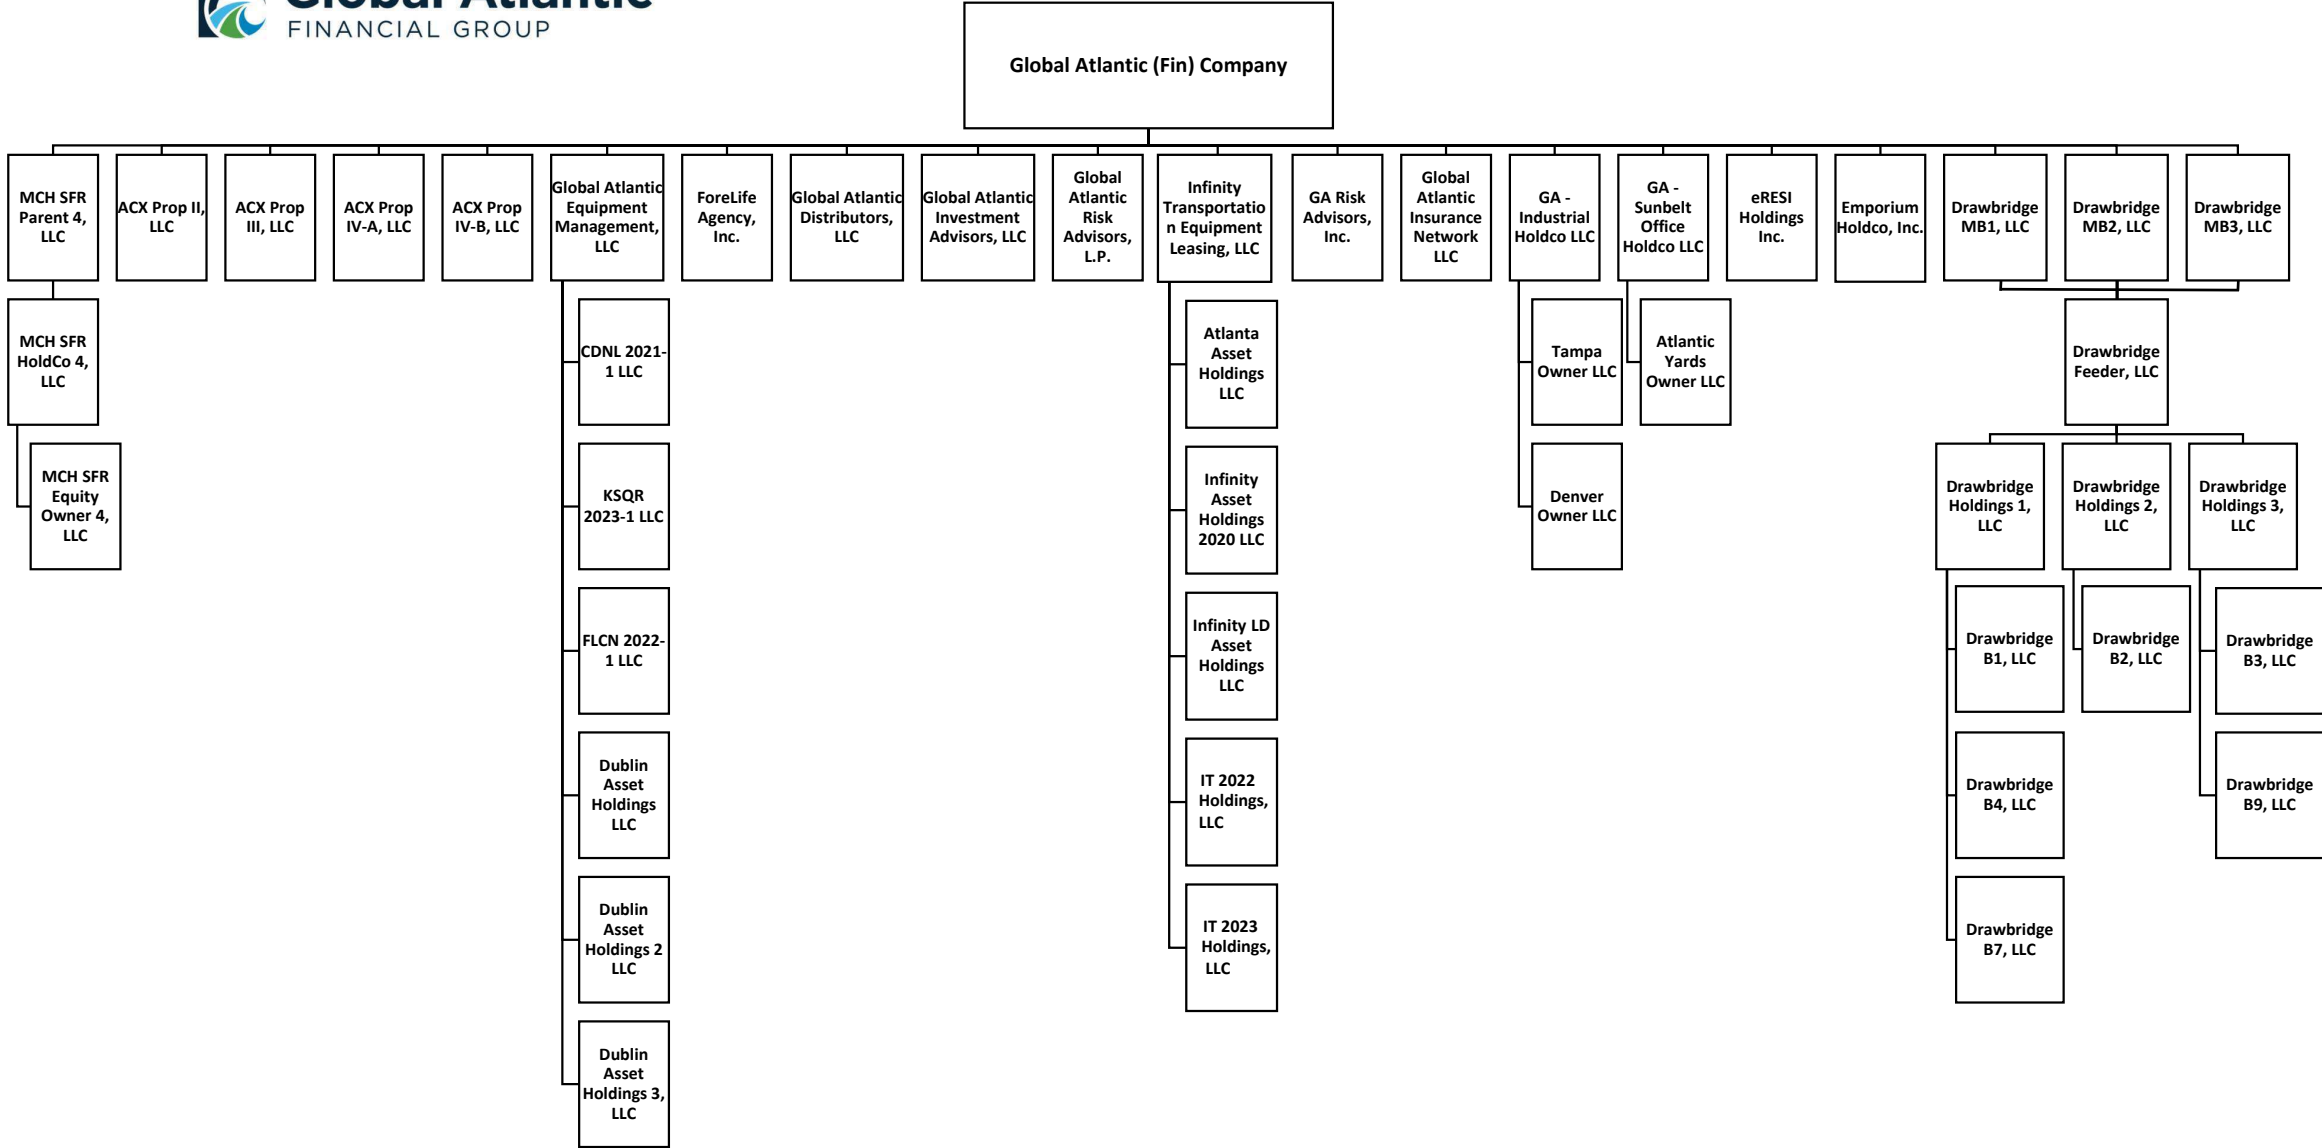 Global Atlantic
FINANCIAL GROUP
Global Atlantic (Fin) Company
MCH SFR
Parent 4,
LLC
ACX Prop II,
LLC
ACX Prop
III, LLC
ACX Prop
IV-A, LLC
ACX Prop
IV-B, LLC
Global Atlantic
Equipment
Management,
LLC
ForeLife
Agency,
Inc.
Global Atlantic
Distributors,
LLC
Global Atlantic
Investment
Advisors, LLC
Global
Atlantic
Risk
Advisors,
L.P.
Infinity
Transportatio
n Equipment
Leasing, LLC
GA Risk
Advisors,
Inc.
Global
Atlantic
Insurance
Network
LLC
GA -
Industrial
Holdco LLC
GA -
Sunbelt
Office
Holdco LLC
eRESI
Holdings
Inc.
Emporium
Holdco, Inc.
Drawbridge
MB1, LLC
Drawbridge
MB2, LLC
Drawbridge
MB3, LLC
MCH SFR
HoldCo 4,
LLC
MCH SFR
Equity
Owner 4,
LLC
CDNL 2021-
1 LLC
KSQR
2023-1 LLC
FLCN 2022-
1 LLC
Dublin
Asset
Holdings
LLC
Dublin
Asset
Holdings 2
LLC
Dublin
Asset
Holdings 3,
LLC
Atlanta
Asset
Holdings
LLC
Infinity
Asset
Holdings
2020 LLC
Infinity LD
Asset
Holdings
LLC
IT 2022
Holdings,
LLC
IT 2023
Holdings,
LLC
Tampa
Owner LLC
Denver
Owner LLC
Atlantic
Yards
Owner LLC
Drawbridge
Feeder, LLC
Drawbridge
Holdings 1,
LLC
Drawbridge
Holdings 2,
LLC
Drawbridge
Holdings 3,
LLC
Drawbridge
B1, LLC
Drawbridge
B4, LLC
Drawbridge
B7, LLC
Drawbridge
B2, LLC
Drawbridge
B3, LLC
Drawbridge
B9, LLC